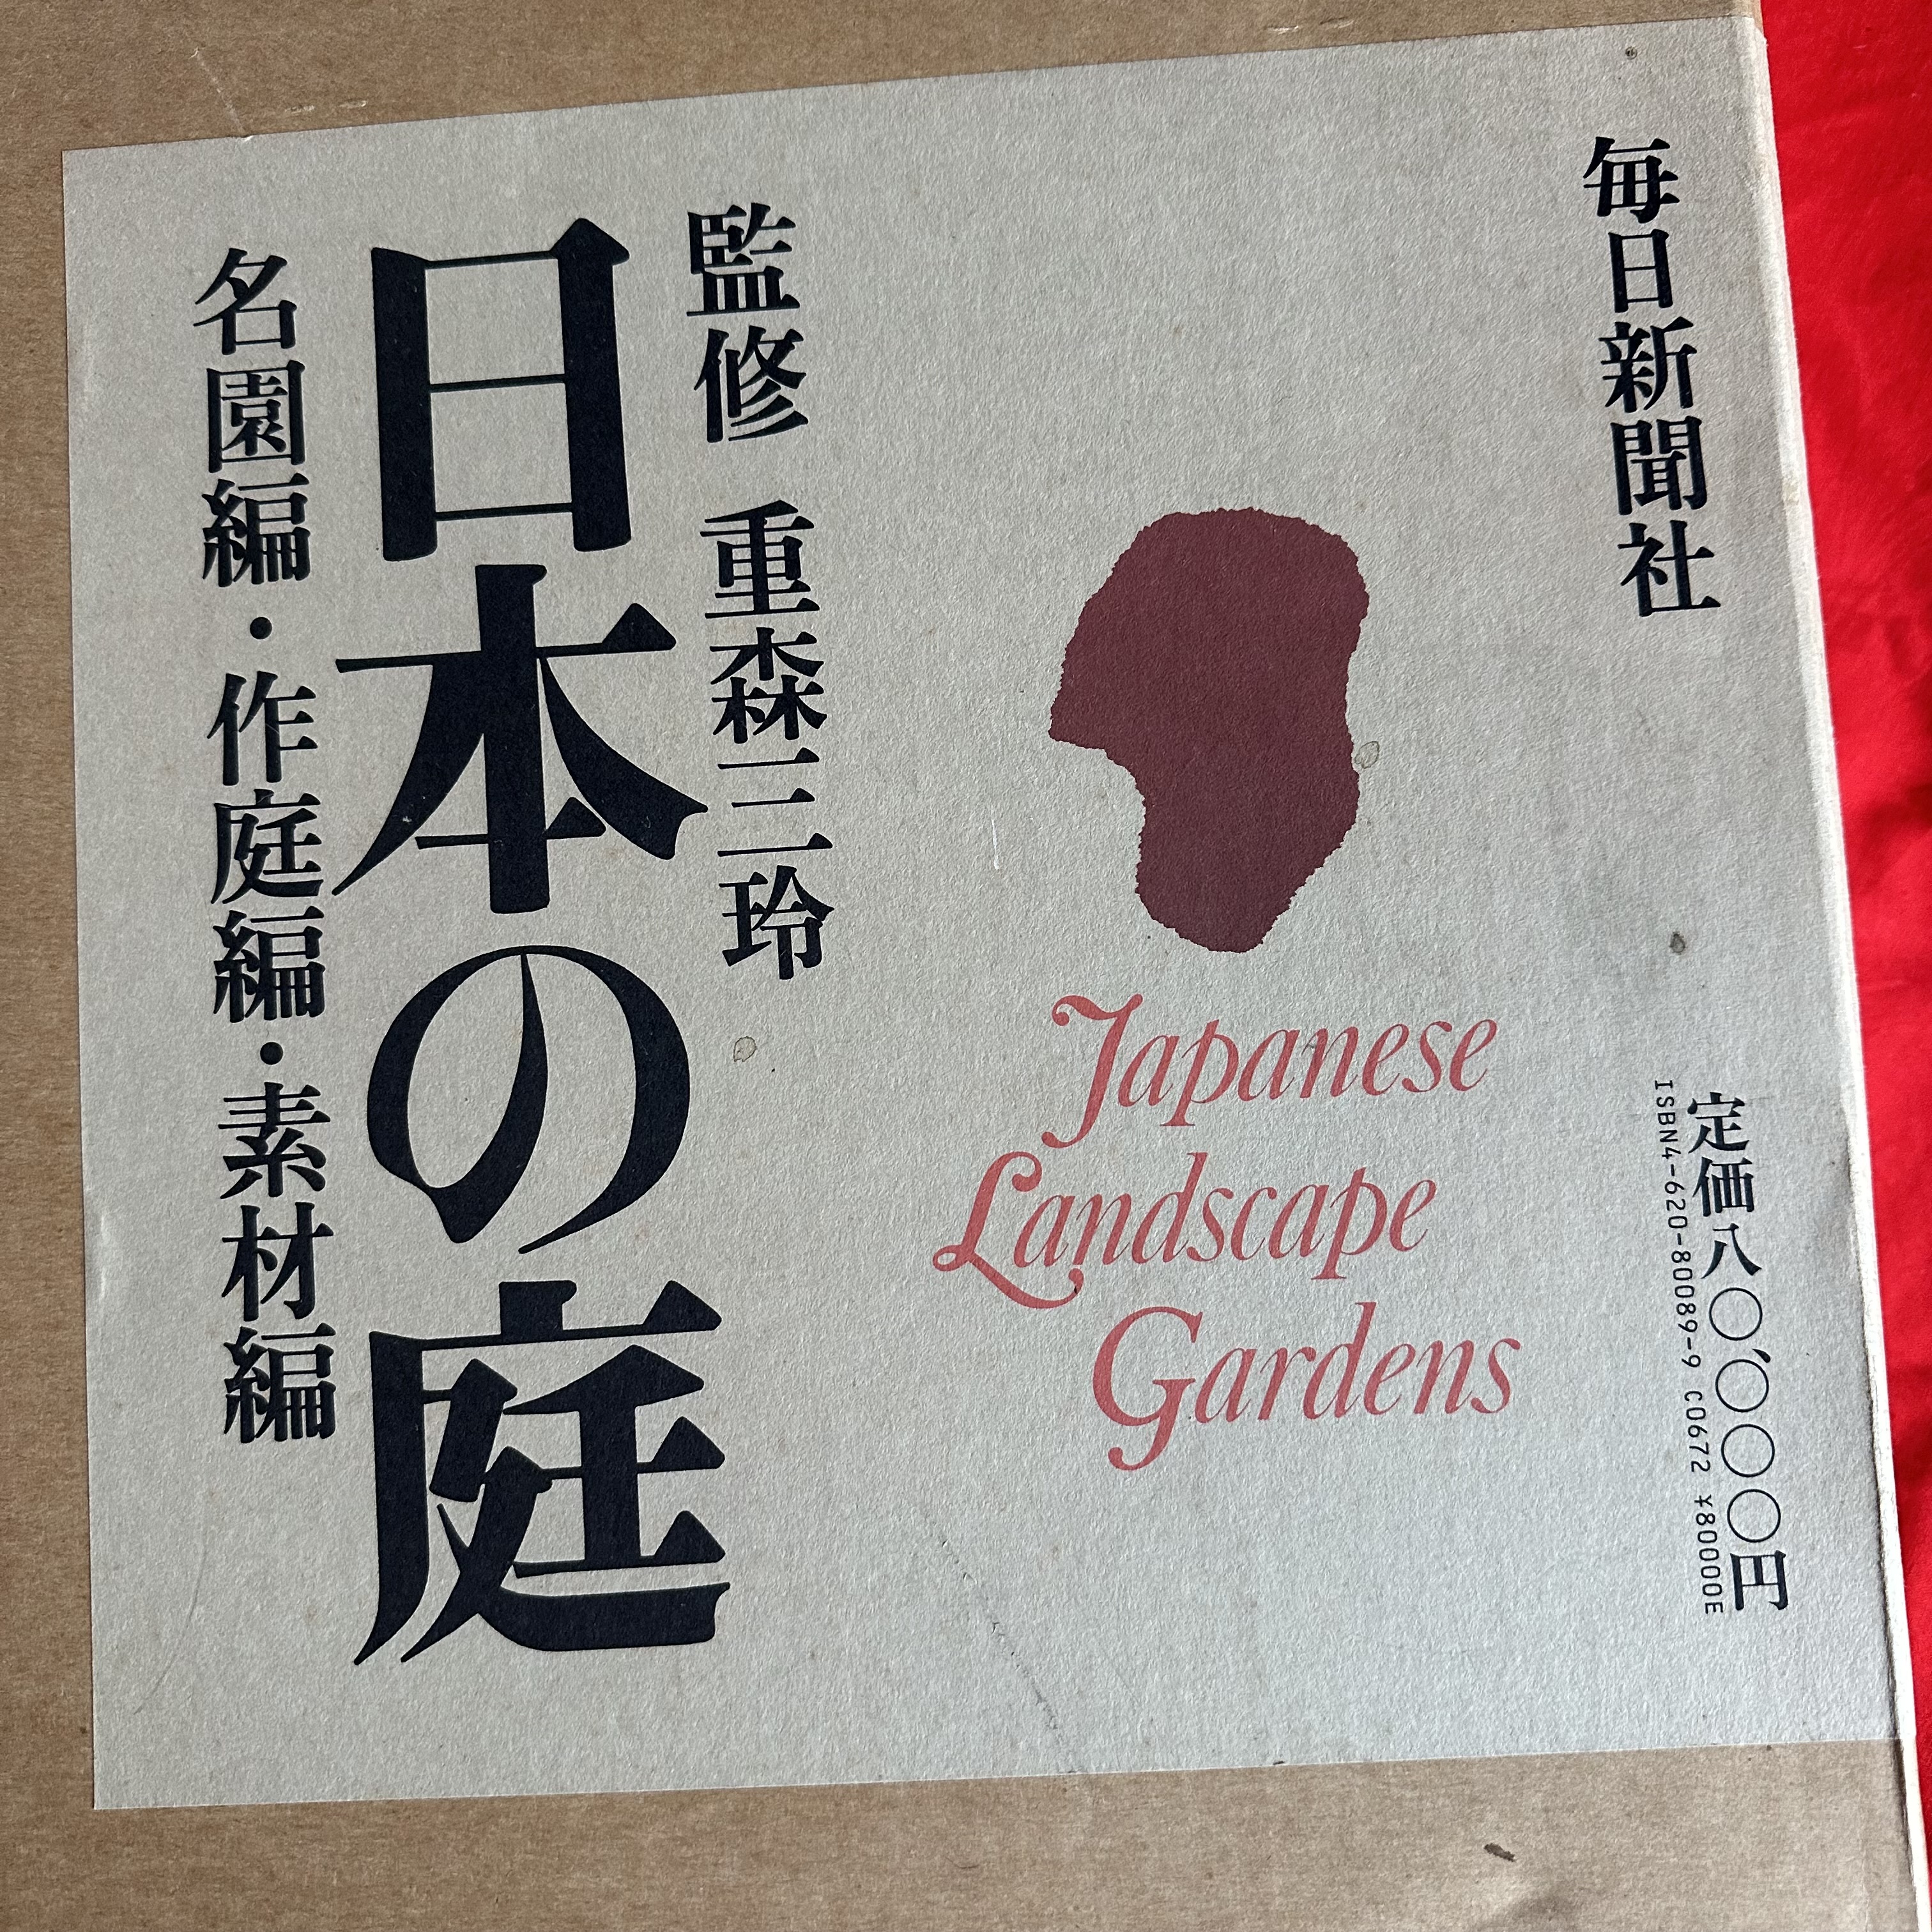 毎日新聞社
定価八〇、〇〇〇円
ISBN4-620-80089-9 C0672 ¥80000E
Japanese
Landscape
Gardens
監修 重森三玲
日本の庭
名園編・作庭編・素材編